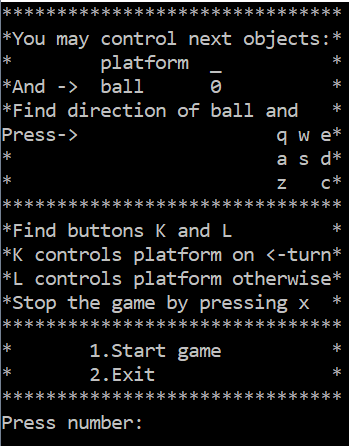 *******************************
*You may control next objects:*
*        platform  _          *
*And ->  ball      0          *
*Find direction of ball and   *
Press->                  q w e*
*                        a s d*
*                        z   c*
*******************************
*Find buttons K and L         *
*K controls platform on <-turn*
*L controls platform otherwise*
*Stop the game by pressing x  *
*******************************
*       1.Start game          *
*       2.Exit                *
*******************************
Press number: